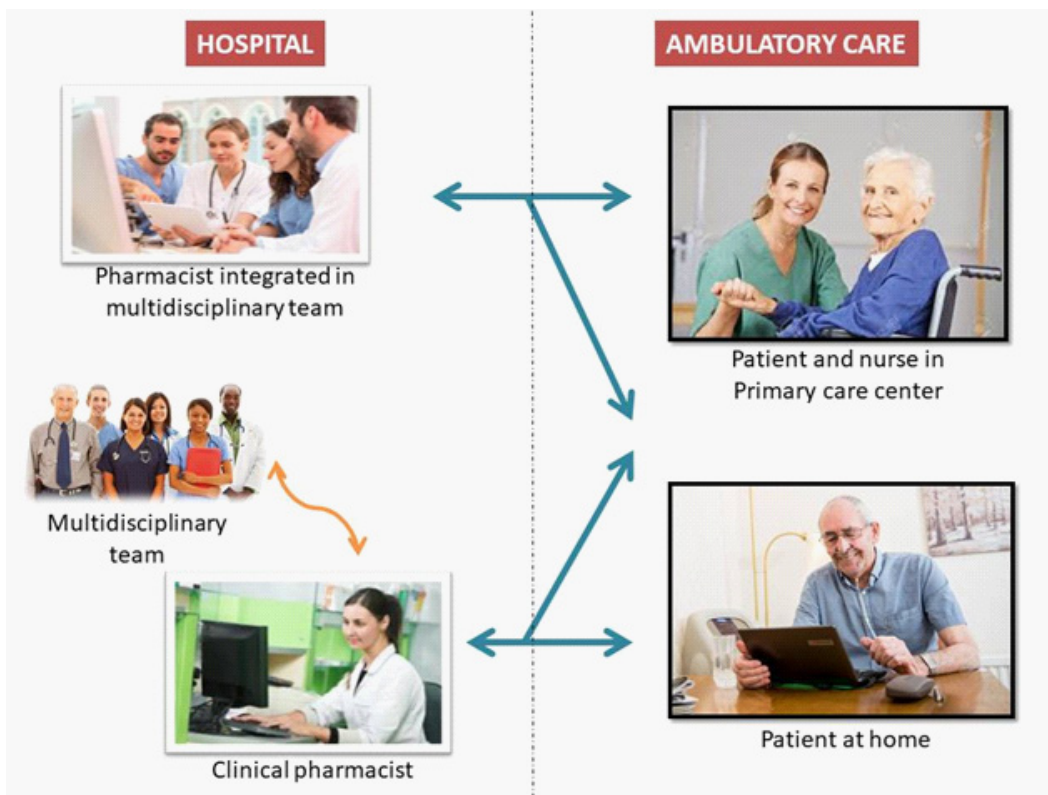 HOSPITAL
AMBULATORY CARE
Pharmacist integrated in
multidisciplinary team
Patient and nurse in
Primary care center
Multidisciplinary
team
Clinical pharmacist
Patient at home